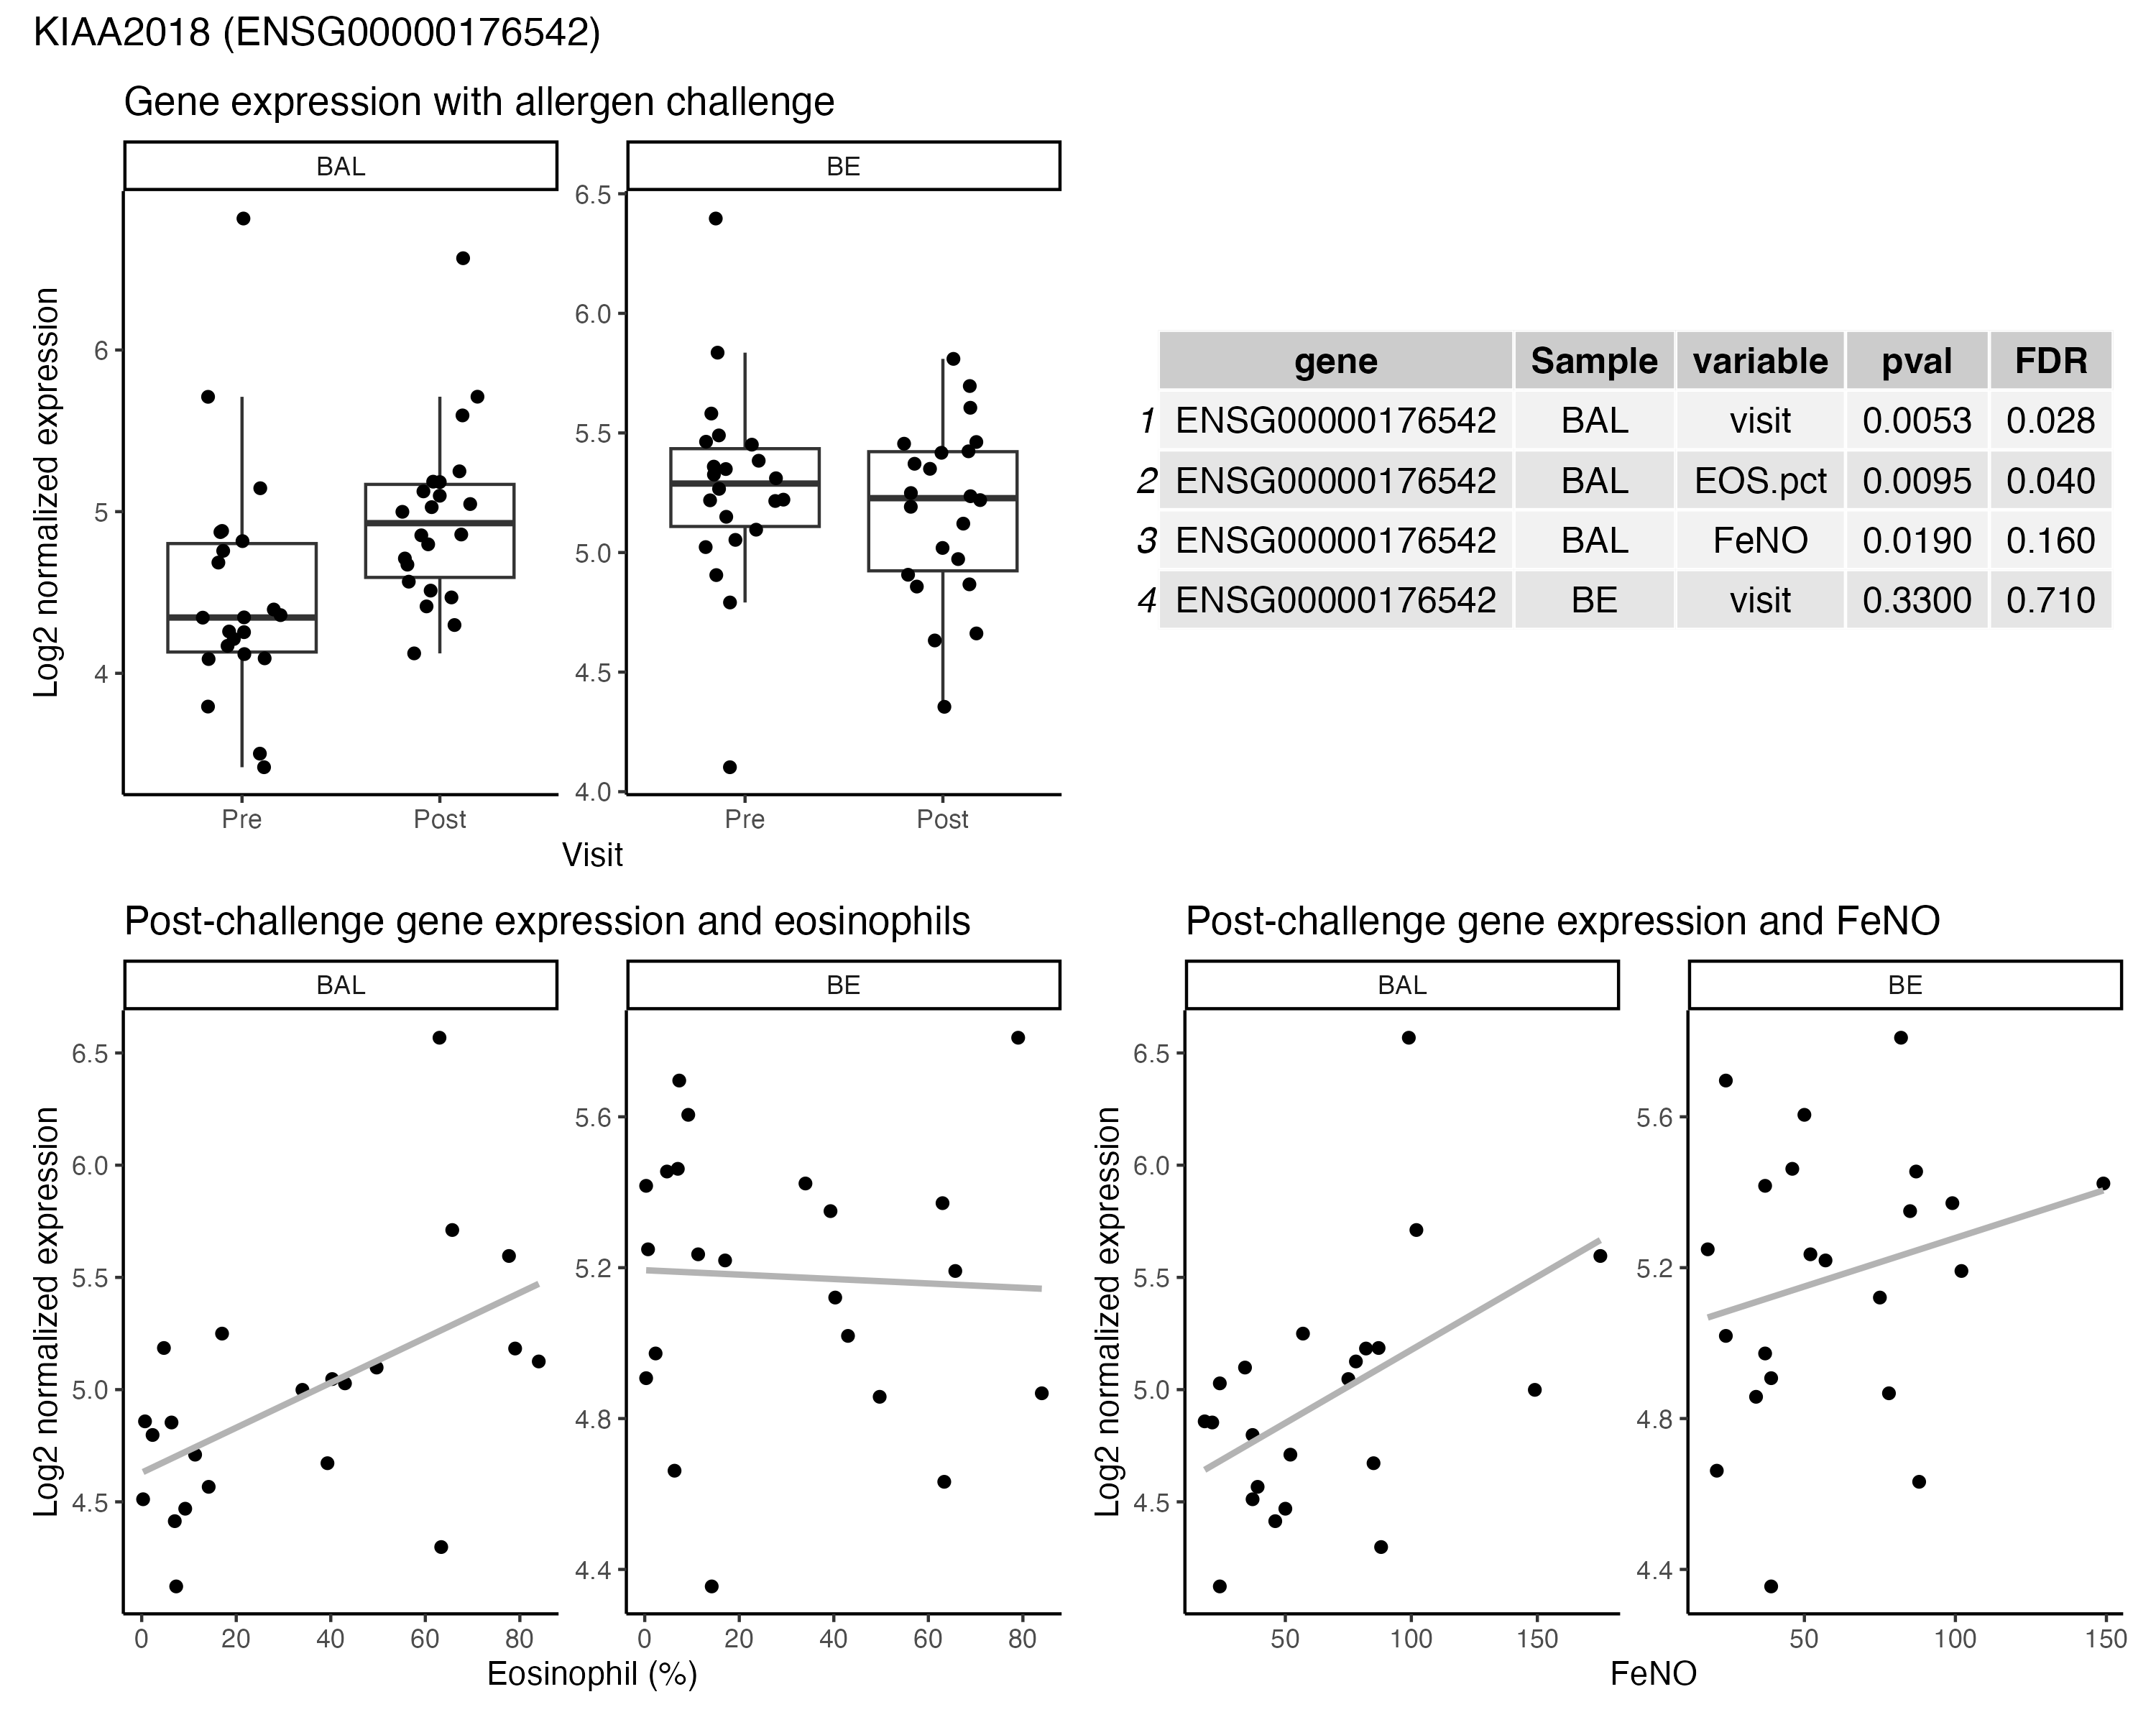 KIAA2018 (ENSG00000176542)
Gene expression with allergen challenge
BAL
BE
Log2 normalized expression
6
5
4
6.5
6.0
5.5
5.0
4.5
4.0
Pre
Post
Pre
Post
Visit
gene Sample variable pval FDR
1 ENSG00000176542 BAL visit 0.0053 0.028
2 ENSG00000176542 BAL EOS.pct 0.0095 0.040
3 ENSG00000176542 BAL FeNO 0.0190 0.160
4 ENSG00000176542 BE visit 0.3300 0.710
Post-challenge gene expression and eosinophils
BAL
BE
Log2 normalized expression
6.5
6.0
5.5
5.0
4.5
5.6
5.2
4.8
4.4
0 20 40 60 80
0 20 40 60 80
Eosinophil (%)
Post-challenge gene expression and FeNO
BAL
BE
Log2 normalized expression
6.5
6.0
5.5
5.0
4.5
5.6
5.2
4.8
4.4
50 100 150
50 100 150
FeNO